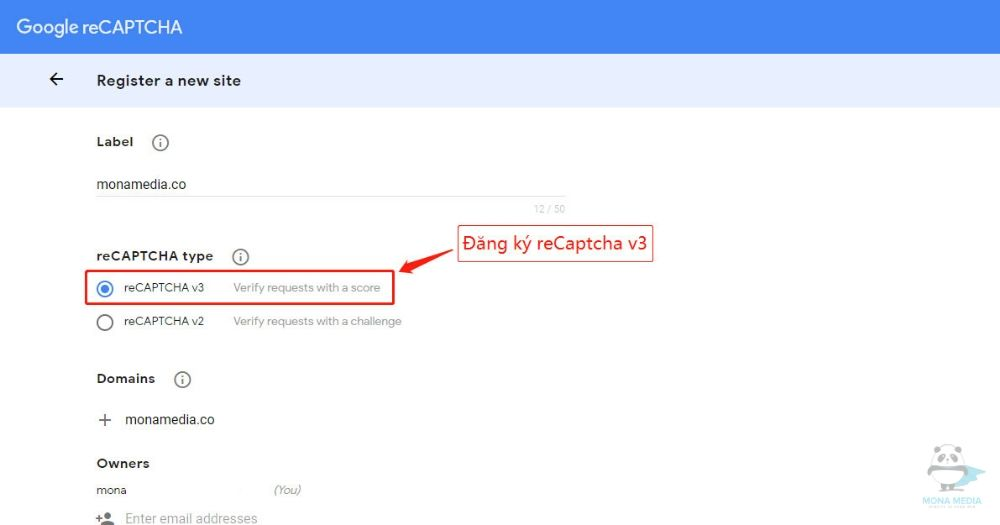 Google reCAPTCHA
Register a new site
Label
monamedia.co
12 / 50
Đăng ký reCaptcha v3
reCAPTCHA type
reCAPTCHA v3 Verify requests with a score
reCAPTCHA v2 Verify requests with a challenge
Domains
monamedia.co
Owners
mona (You)
Enter email addresses
MONA MEDIA